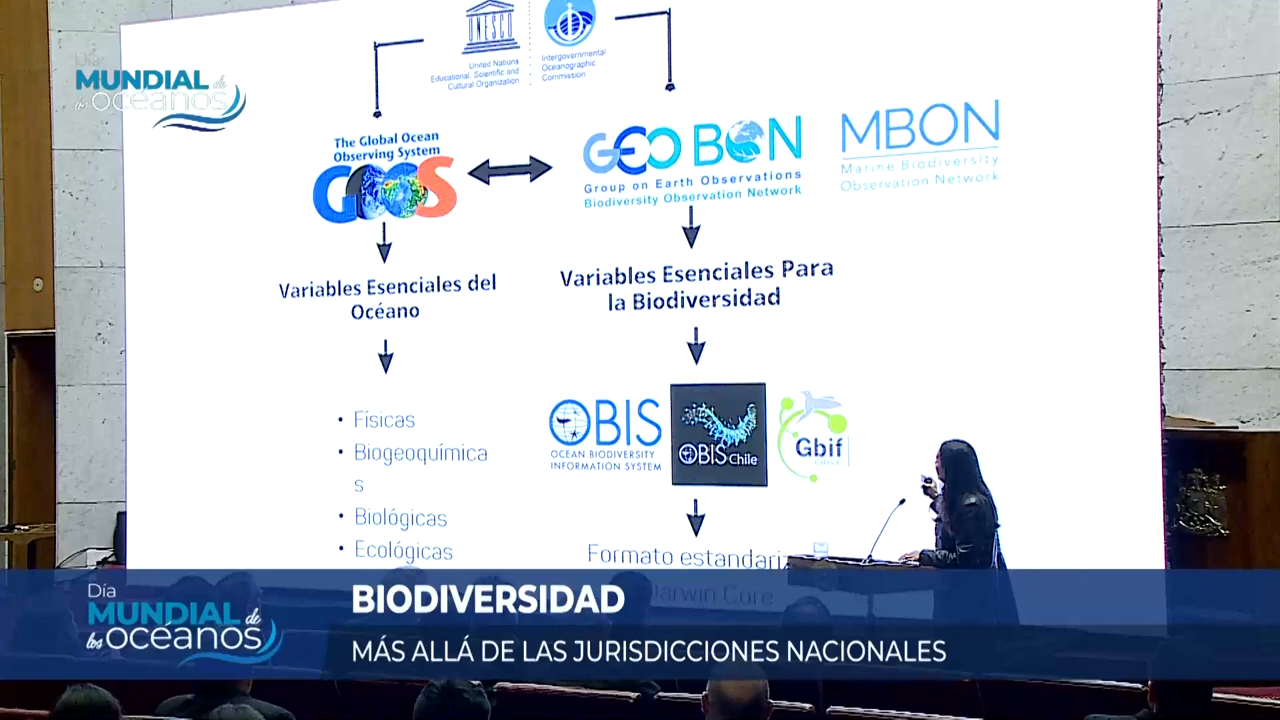 UNESCO
United Nations
Educational, Scientific and
Cultural Organization
Intergovernmental
Oceanographic
Commission
Día
MUNDIAL de
los océanos
The Global Ocean
Observing System
GOOS
GEO BON
Group on Earth Observations
Biodiversity Observation Network
MBON
Marine Biodiversity
Observation Network
Variables Esenciales del
Océano
Variables Esenciales Para
la Biodiversidad
• Físicas
• Biogeoquímica
s
• Biológicas
• Ecológicas
OBIS
OCEAN BIODIVERSITY
INFORMATION SYSTEM
OBIS Chile
Gbif
CHILE
Formato estandariz
Darwin Core
Día
MUNDIAL de
los océanos
BIODIVERSIDAD
MÁS ALLÁ DE LAS JURISDICCIONES NACIONALES